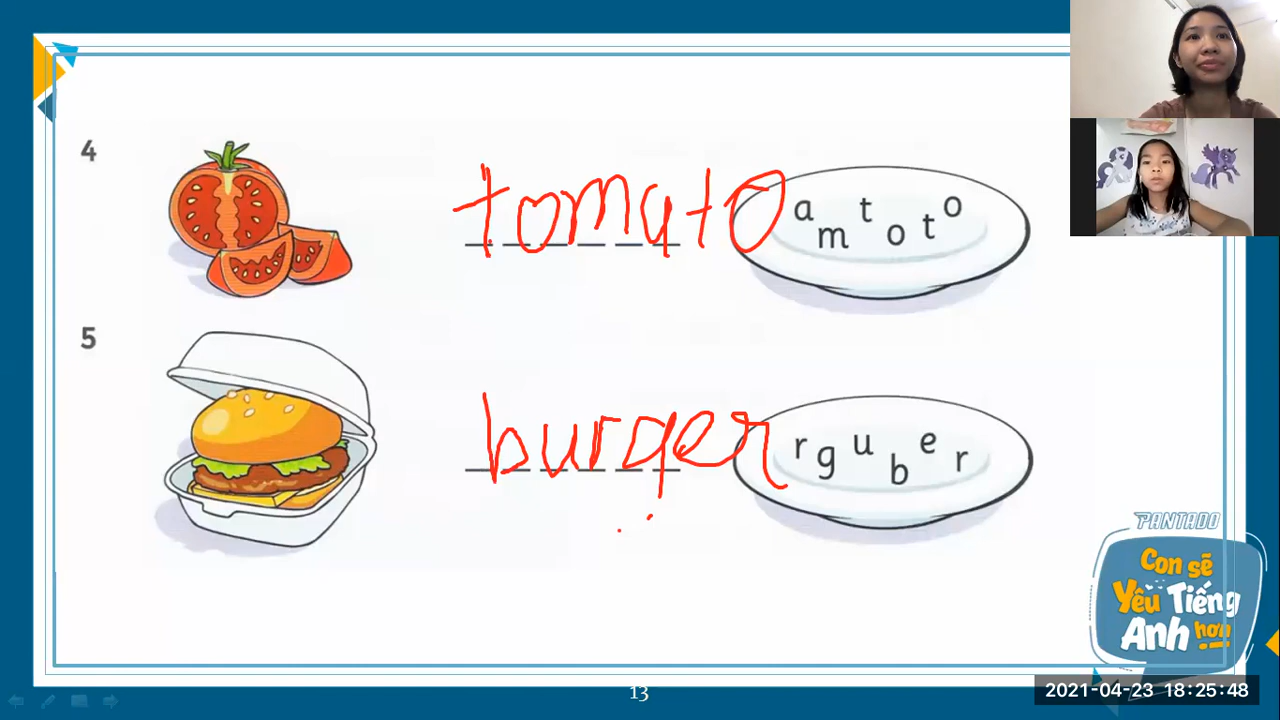 4
tomato
a t o
m o t
5
burger
r u e
g b r
PANTADO
Con sẽ
Yêu Tiếng
Anh hơn
13
2021-04-23 18:25:48